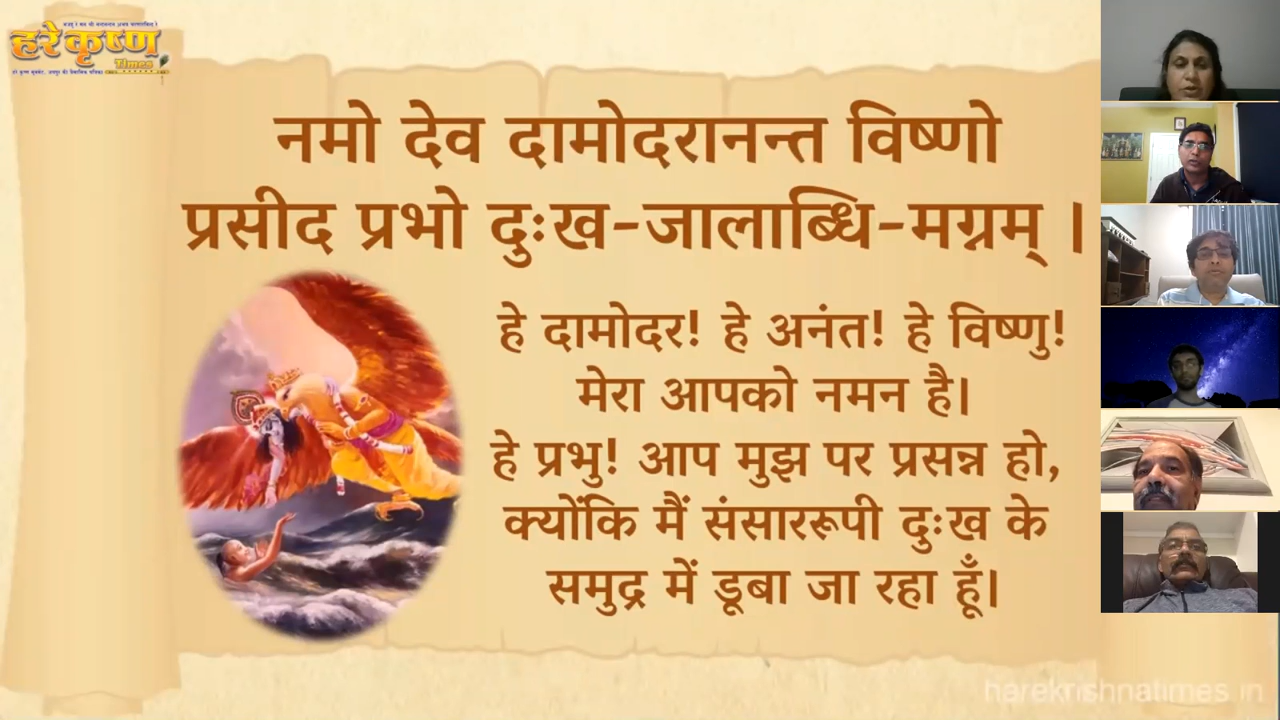 हरे कृष्ण
Times
नमो देव दामोदरानन्त विष्णो
प्रसीद प्रभो दुःख-जालाब्धि-मग्नम् ।
हे दामोदर! हे अनंत! हे विष्णु!
मेरा आपको नमन है।
हे प्रभु! आप मुझ पर प्रसन्न हो,
क्योंकि मैं संसाररूपी दुःख के
समुद्र में डूबा जा रहा हूँ।
harekrishnatimes.in